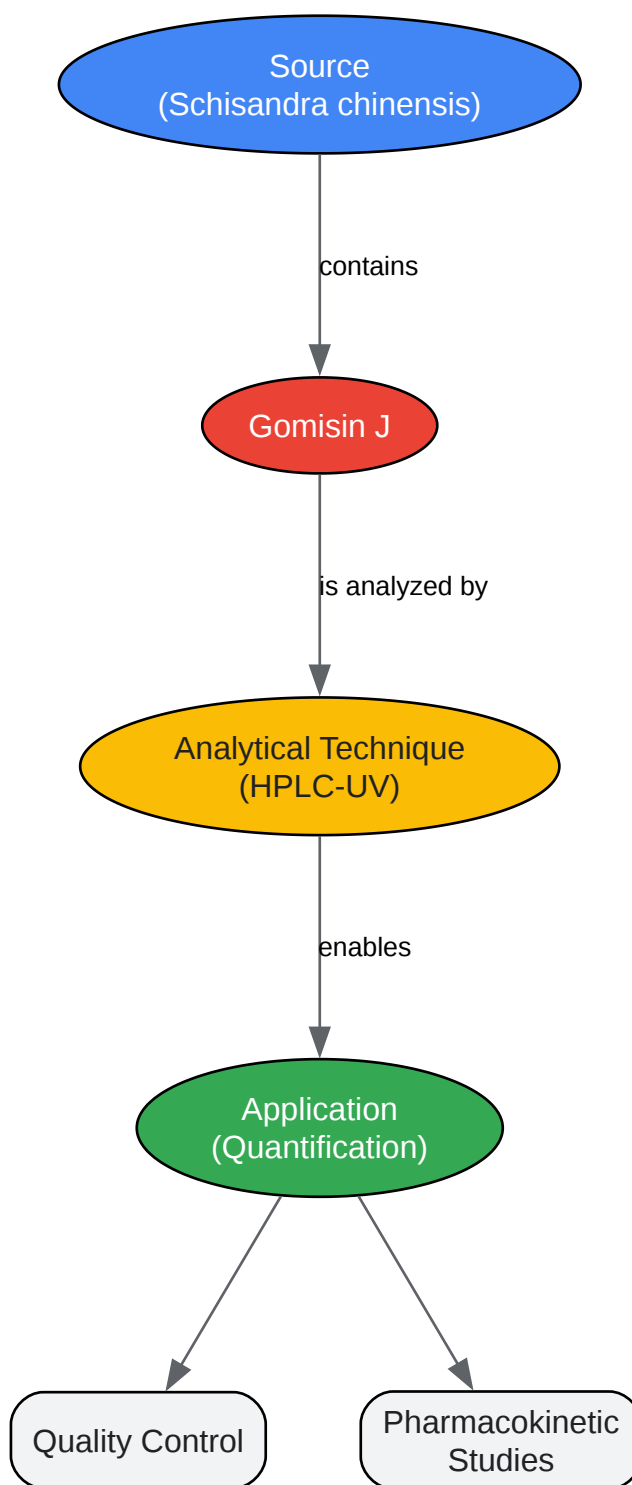 Source
(Schisandra chinensis)
contains
Gomisin J
is analyzed by
Analytical Technique
(HPLC-UV)
enables
Application
(Quantification)
Quality Control
Pharmacokinetic
Studies